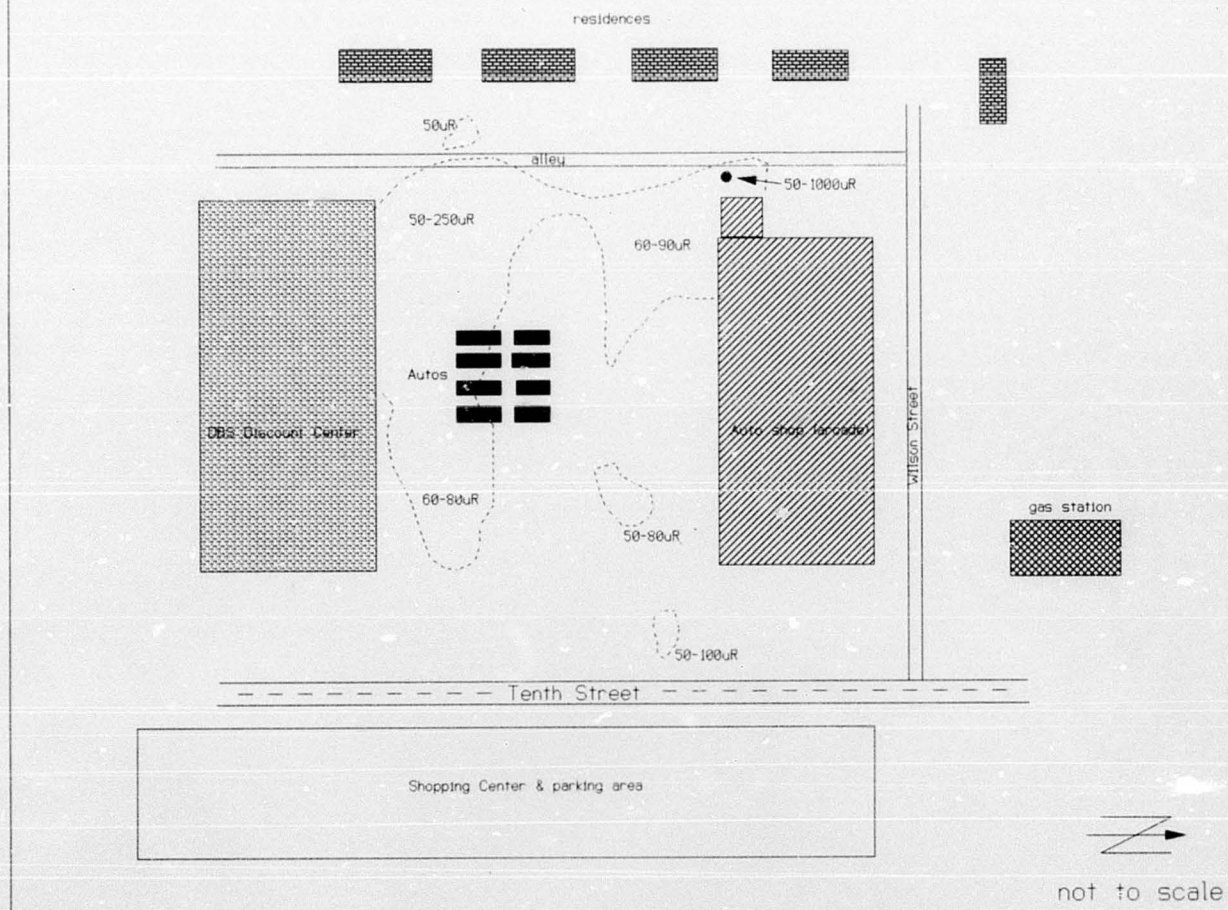 residences
50uR
alley
50-1000uR
50-250uR
60-90uR
Autos
DBS Discount Center
Auto shop (arcade)
Wilson Street
60-80uR
gas station
50-80uR
50-100uR
Tenth Street
Shopping Center & parking area
N
not to scale